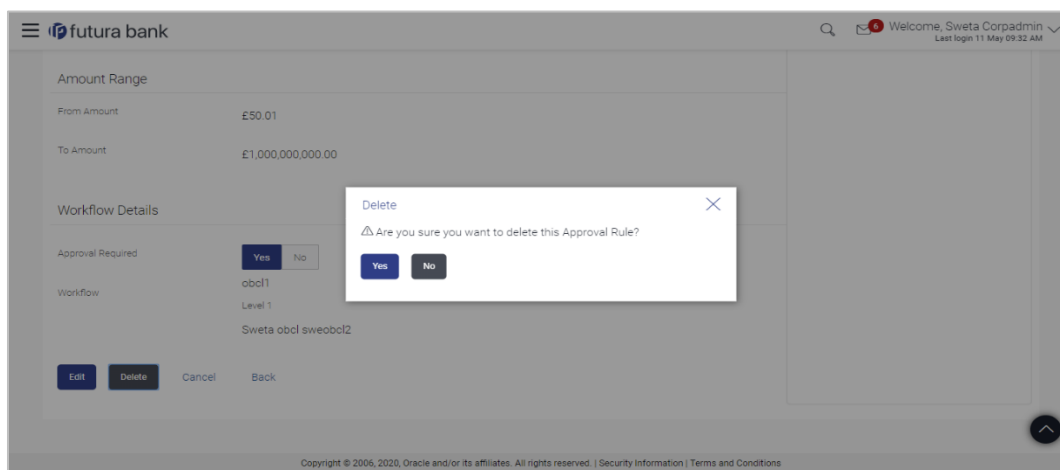 futura bank
6
Welcome, Sweta Corpadmin
Last login 11 May 09:32 AM
Amount Range
From Amount
£50.01
To Amount
£1,000,000,000.00
Workflow Details
Approval Required
Yes No
Workflow
obcl1
Level 1
Sweta obcl sweobcl2
Edit Delete Cancel Back
Delete
Are you sure you want to delete this Approval Rule?
Yes No
Copyright © 2006, 2020, Oracle and/or its affiliates. All rights reserved. | Security Information | Terms and Conditions